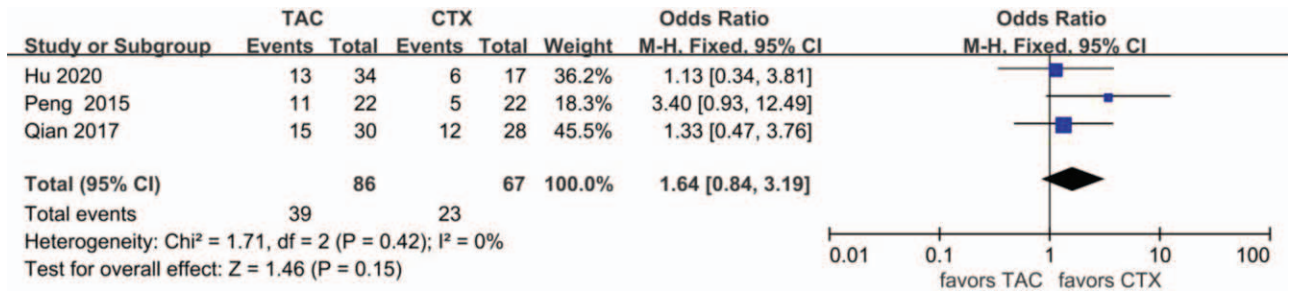 TAC CTX Odds Ratio Odds Ratio
Study or Subgroup Events Total Events Total Weight M-H. Fixed. 95% CI M-H. Fixed. 95% CI
Hu 2020 13 34 6 17 36.2% 1.13 [0.34, 3.81]
Peng 2015 11 22 5 22 18.3% 3.40 [0.93, 12.49]
Qian 2017 15 30 12 28 45.5% 1.33 [0.47, 3.76]
Total (95% CI) 86 67 100.0% 1.64 [0.84, 3.19]
Total events 39 23
Heterogeneity: Chi² = 1.71, df = 2 (P = 0.42); I² = 0%
Test for overall effect: Z = 1.46 (P = 0.15)
0.01 0.1 1 10 100
favors TAC favors CTX